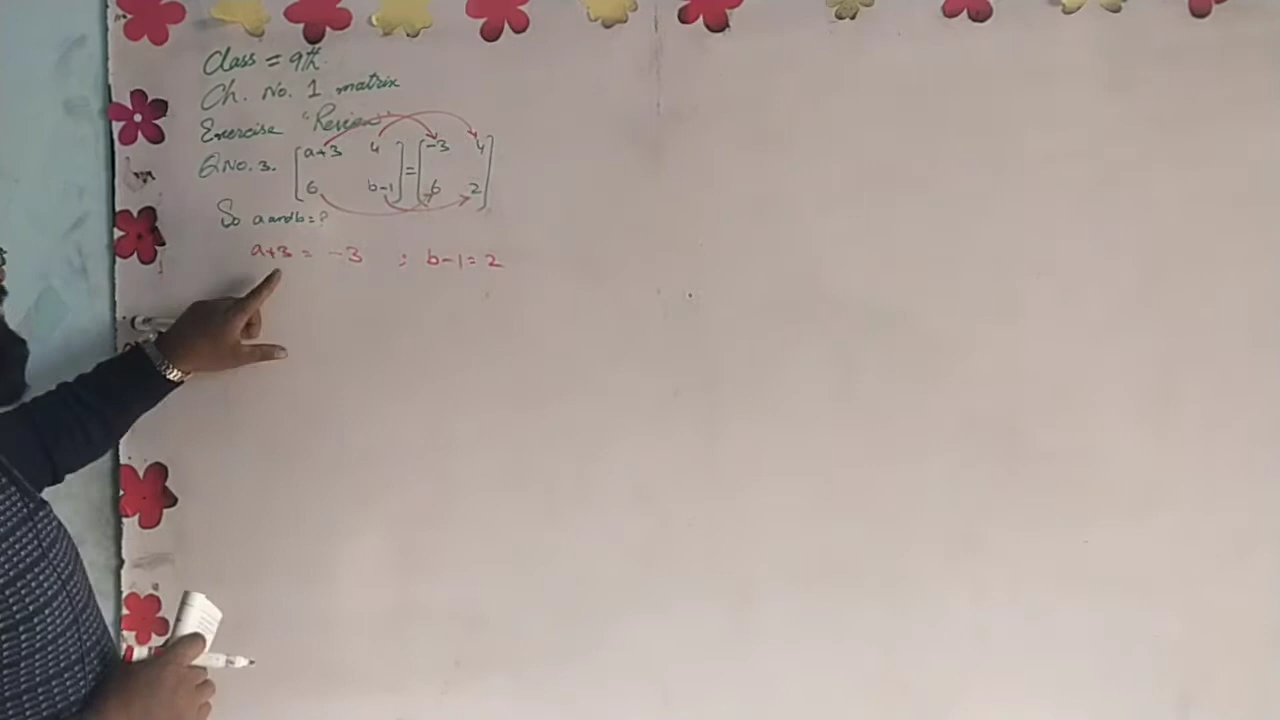 Class = 9th
Ch. No. 1 matrix
Exercise "Review"
Q No. 3. [a+3 4 6 b-1] = [-3 4 6 2]
So a and b = ?
a+3 = -3 ; b-1 = 2